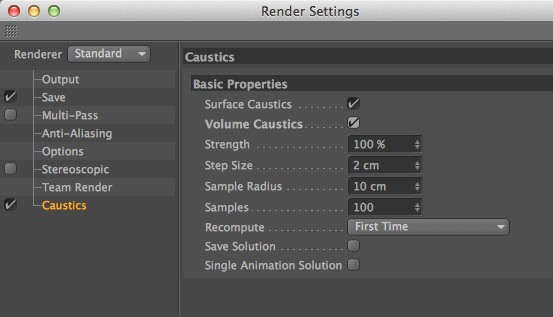 Render Settings
Renderer Standard
Output
Save
Multi-Pass
Anti-Aliasing
Options
Stereoscopic
Team Render
Caustics
Caustics
Basic Properties
Surface Caustics
Volume Caustics
Strength 100 %
Step Size 2 cm
Sample Radius 10 cm
Samples 100
Recompute First Time
Save Solution
Single Animation Solution